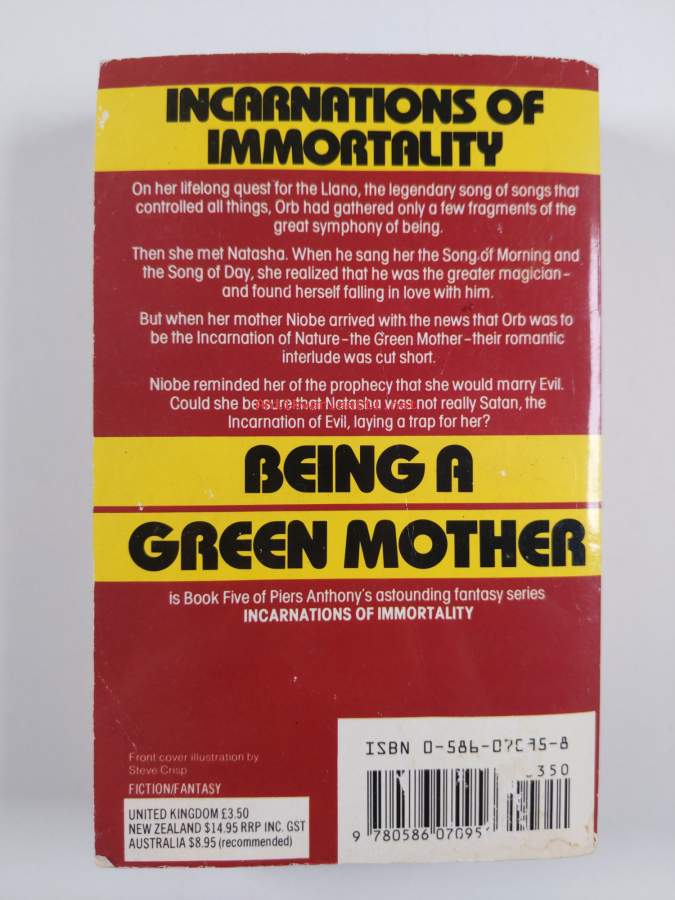 INCARNATIONS OF
IMMORTALITY
On her lifelong quest for the Llano, the legendary song of songs that
controlled all things, Orb had gathered only a few fragments of the
great symphony of being.
Then she met Natasha. When he sang her the Song of Morning and
the Song of Day, she realized that he was the greater magician –
and found herself falling in love with him.
But when her mother Niobe arrived with the news that Orb was to
be the Incarnation of Nature – the Green Mother – their romantic
interlude was cut short.
Niobe reminded her of the prophecy that she would marry Evil.
Could she be sure that Natasha was not really Satan, the
Incarnation of Evil, laying a trap for her?
BEING A
GREEN MOTHER
is Book Five of Piers Anthony's astounding fantasy series
INCARNATIONS OF IMMORTALITY
Front cover illustration by
Steve Crisp
FICTION/FANTASY
UNITED KINGDOM £3.50
NEW ZEALAND $14.95 RRP INC. GST
AUSTRALIA $8.95 (recommended)
ISBN 0-586-07095-8
350
9 780586 07095